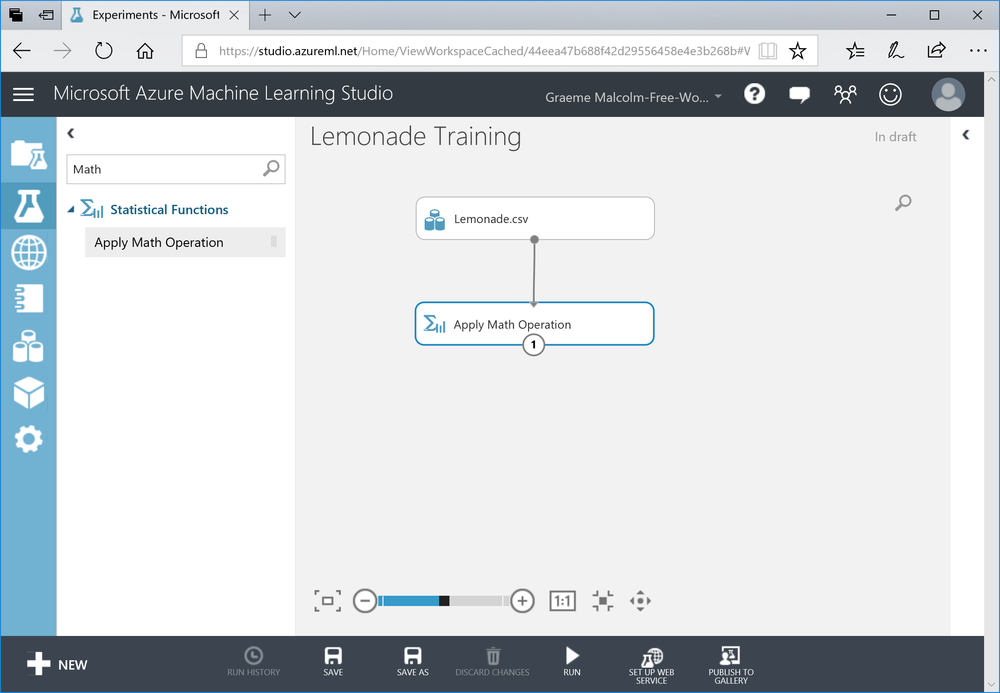 Experiments - Microsoft
https://studio.azureml.net/Home/ViewWorkspaceCached/44eea47b688f42d29556458e4e3b268b#
Microsoft Azure Machine Learning Studio
Graeme Malcolm-Free-Wo...
Lemonade Training
In draft
Math
Statistical Functions
Apply Math Operation
Lemonade.csv
Apply Math Operation
1
1:1
NEW
RUN HISTORY
SAVE
SAVE AS
DISCARD CHANGES
RUN
SET UP WEB
SERVICE
PUBLISH TO
GALLERY